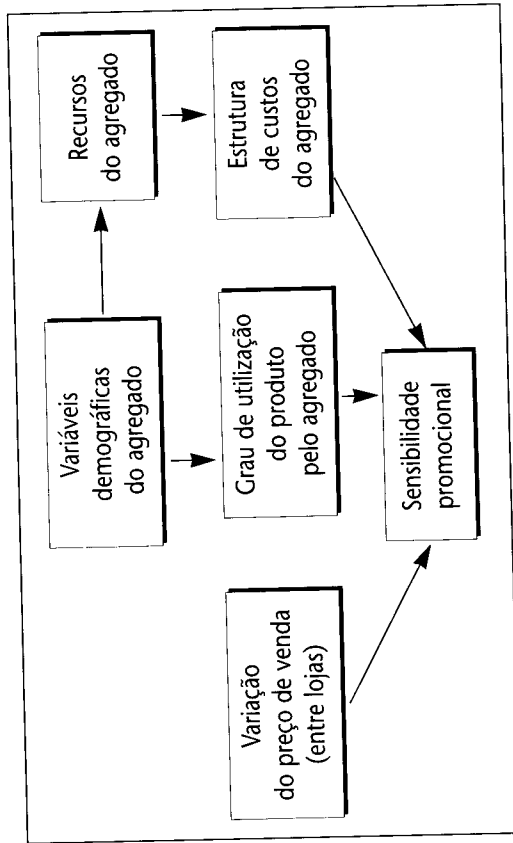 Variáveis
demográficas
do agregado
Recursos
do agregado
Variação
do preço de venda
(entre lojas)
Grau de utilização
do produto
pelo agregado
Estrutura
de custos
do agregado
Sensibilidade
promocional